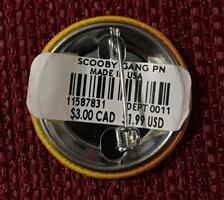 SCOOBY GANG PN
MADE IN USA
11587831 DEPT 0011
$3.00 CAD $1.99 USD